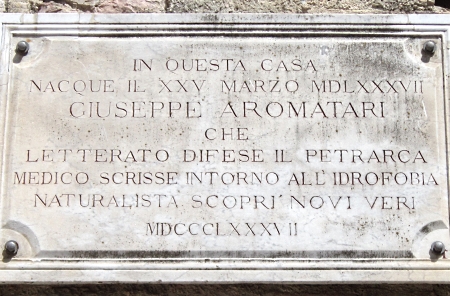 IN QUESTA CASA
NACQUE IL XXV MARZO MDLXXXVII
GIUSEPPE AROMATARI
CHE
LETTERATO DIFESE IL PETRARCA
MEDICO SCRISSE INTORNO ALL'IDROFOBIA
NATURALISTA SCOPRI' NOVI VERI
MDCCCLXXXVII